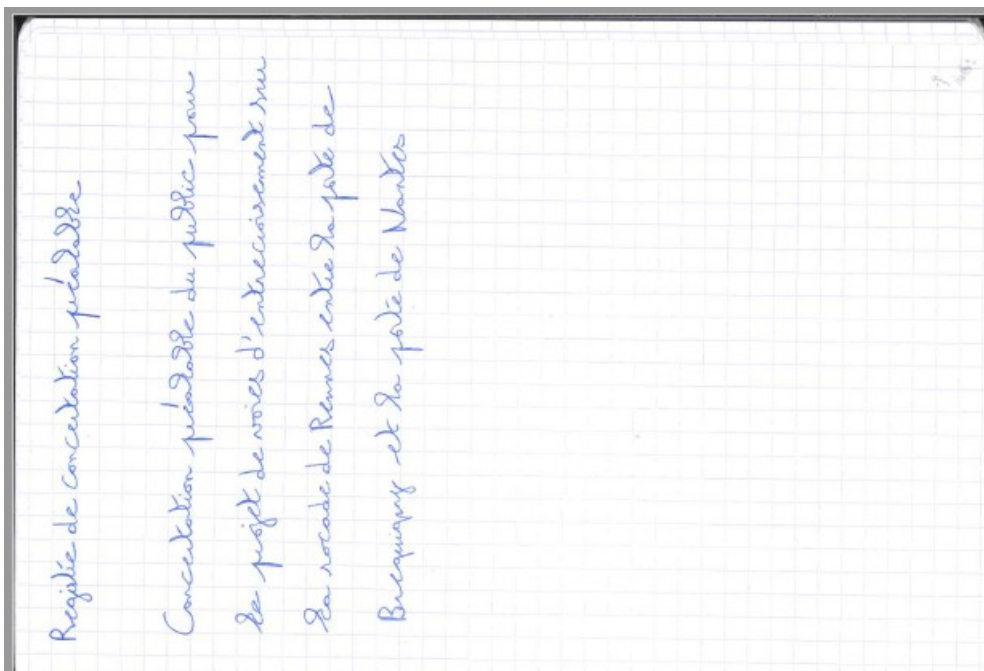 Registre de concertation préalable
Concertation préalable du public pour
le projet de voies d'entrecroisement sur
la rocade de Rennes entre la porte de
Brequigny et la porte de Nantes